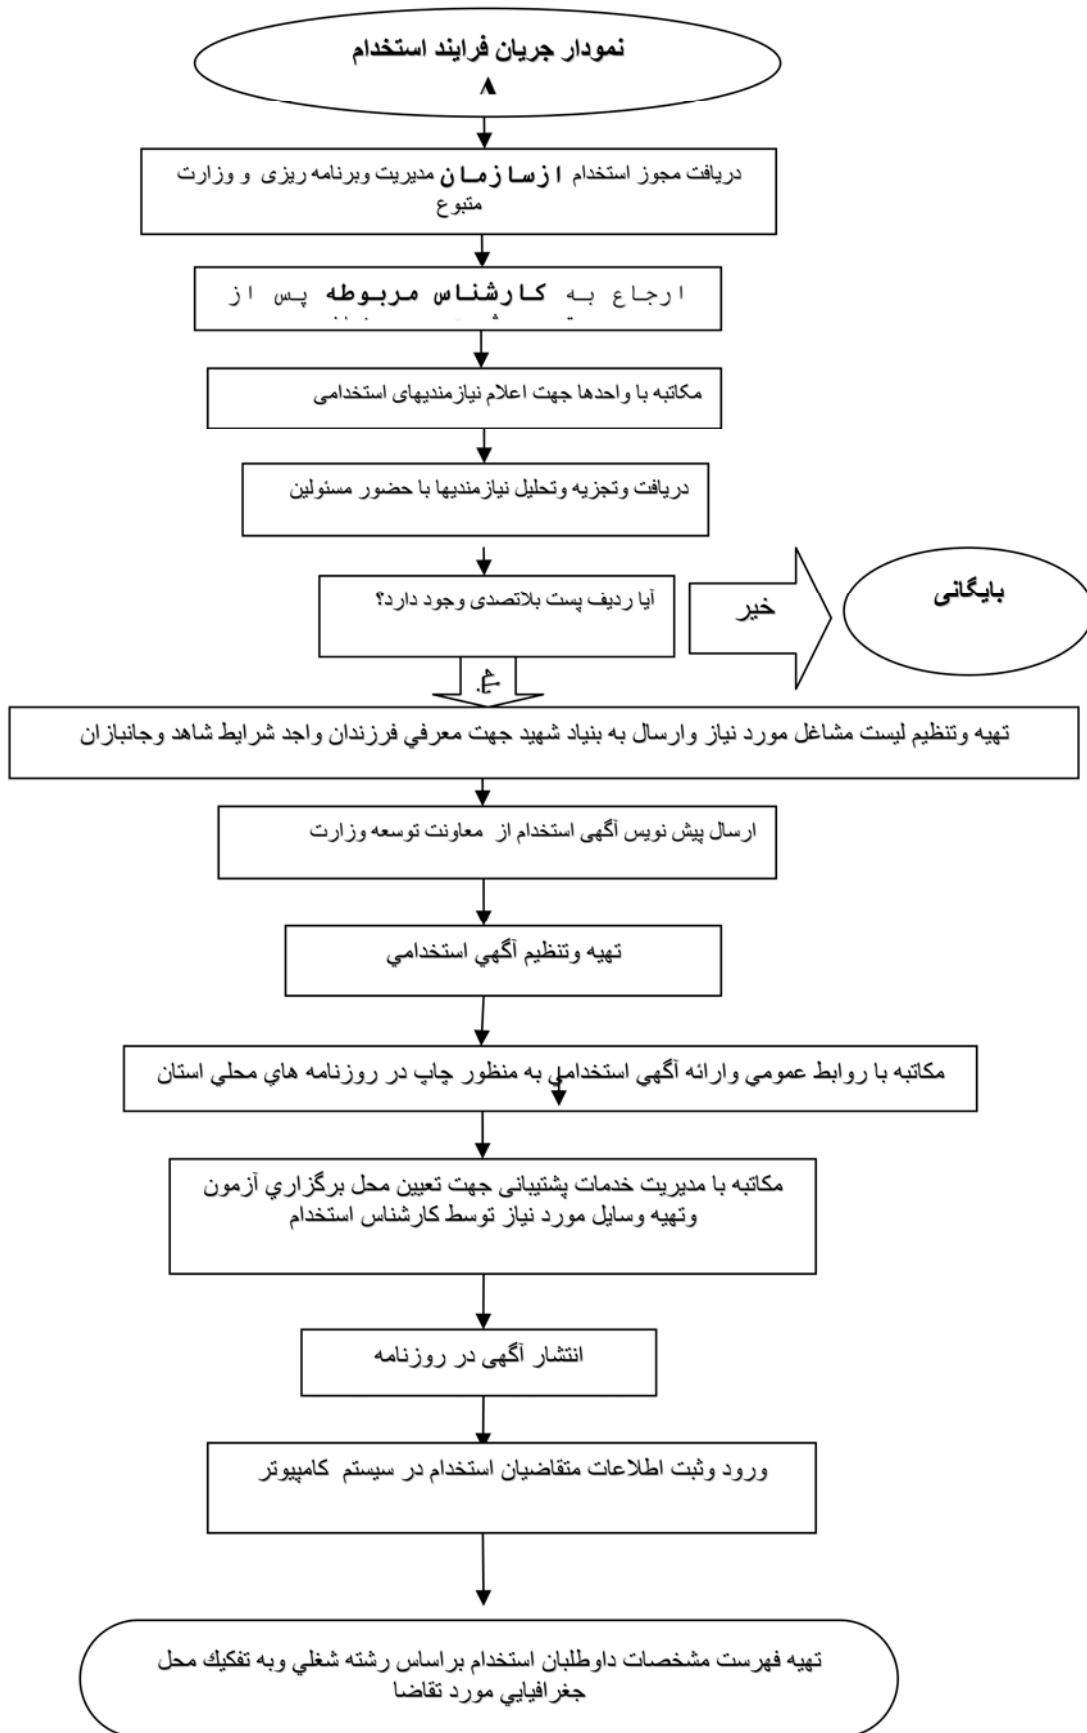 نمودار جریان فرایند استخدام
۸
دریافت مجوز استخدام ازسازمان مدیریت وبرنامه ریزی و وزارت
متبوع
ارجاع به کارشناس مربوطه پس از
مکاتبه با واحدها جهت اعلام نیازمندیهای استخدامی
دریافت وتجزیه وتحلیل نیازمندیها با حضور مسئولین
آیا ردیف پست بلاتصدی وجود دارد؟
خیر
بایگانی
بله
تهیه وتنظیم لیست مشاغل مورد نیاز وارسال به بنیاد شهید جهت معرفي فرزندان واجد شرایط شاهد وجانبازان
ارسال پیش نویس آگهی استخدام از معاونت توسعه وزارت
تهیه وتنظیم آگهي استخدامي
مکاتبه با روابط عمومي وارائه آگهي استخدامي به منظور چاپ در روزنامه هاي محلي استان
مکاتبه با مدیریت خدمات پشتیبانی جهت تعیین محل برگزاري آزمون
وتهیه وسایل مورد نیاز توسط کارشناس استخدام
انتشار آگهی در روزنامه
ورود وثبت اطلاعات متقاضیان استخدام در سیستم کامپیوتر
تهیه فهرست مشخصات داوطلبان استخدام براساس رشته شغلي وبه تفکیك محل
جغرافیایي مورد تقاضا